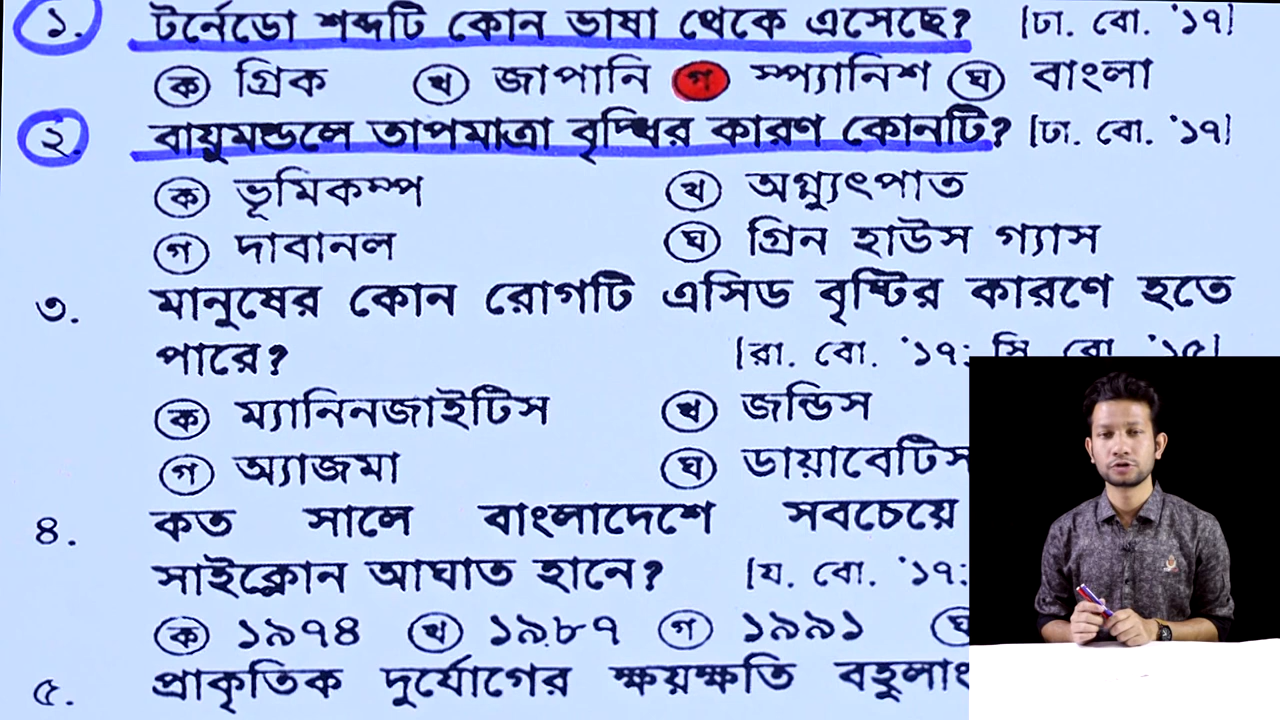 ১. টর্নেডো শব্দটি কোন ভাষা থেকে এসেছে? [ঢা. বো. '১৭]
ক গ্রিক খ জাপানি গ স্প্যানিশ ঘ বাংলা
২. বায়ুমণ্ডলে তাপমাত্রা বৃদ্ধির কারণ কোনটি? [ঢা. বো. '১৭]
ক ভূমিকম্প খ অগ্ন্যুৎপাত
গ দাবানল ঘ গ্রিন হাউস গ্যাস
৩. মানুষের কোন রোগটি এসিড বৃষ্টির কারণে হতে
পারে? [রা. বো. '১৭; সি. বো. '১৫]
ক ম্যানিনজাইটিস খ জন্ডিস
গ অ্যাজমা ঘ ডায়াবেটিস
৪. কত সালে বাংলাদেশে সবচেয়ে
সাইক্লোন আঘাত হানে? [য. বো. '১৭;
ক ১৯৭৪ খ ১৯৮৭ গ ১৯৯১ ঘ
৫. প্রাকৃতিক দুর্যোগের ক্ষয়ক্ষতি